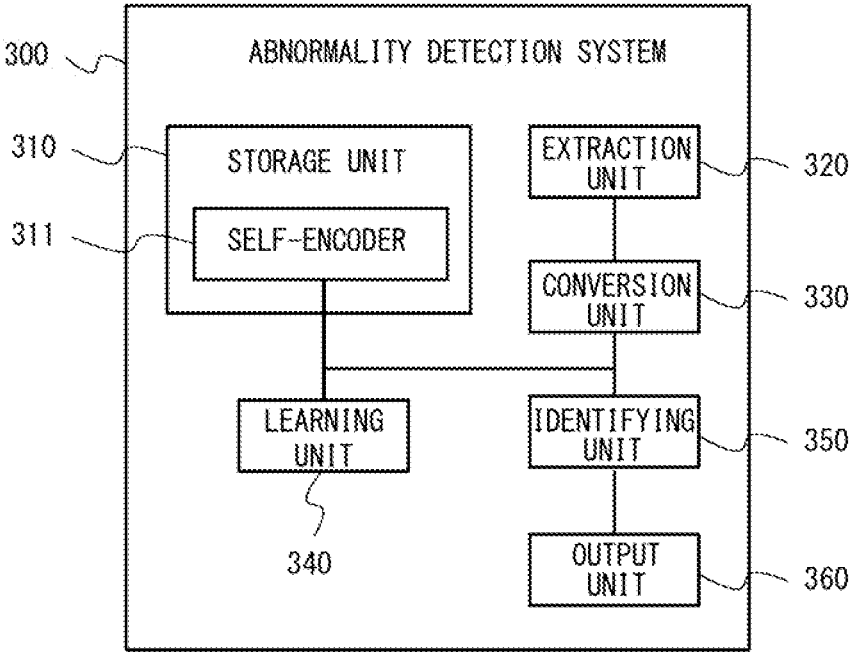 300
ABNORMALITY DETECTION SYSTEM
310
STORAGE UNIT
311
SELF-ENCODER
EXTRACTION
UNIT
320
CONVERSION
UNIT
330
LEARNING
UNIT
340
IDENTIFYING
UNIT
350
OUTPUT
UNIT
360